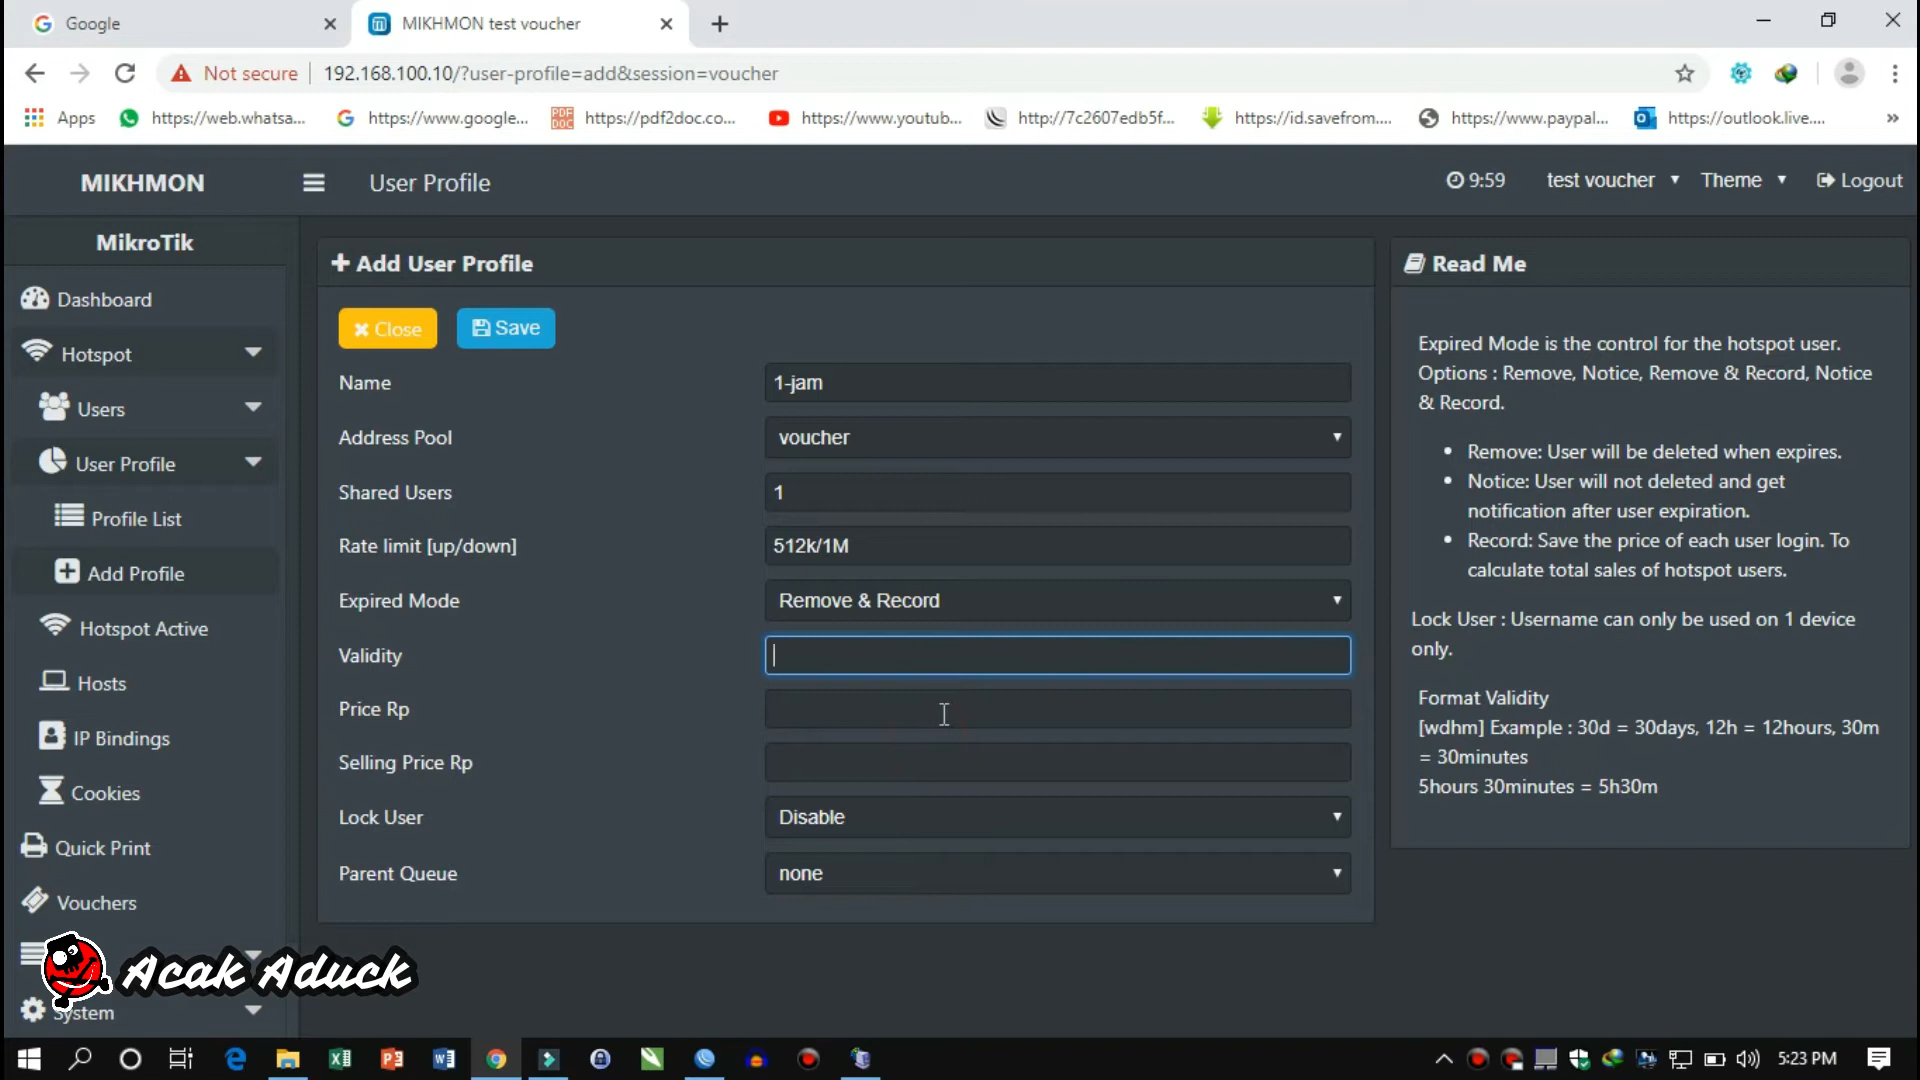 Google
MIKHMON test voucher
Not secure
192.168.100.10/?user-profile=add&session=voucher
Apps
https://web.whatsa...
https://www.google...
PDF DOC
https://pdf2doc.co...
https://www.youtub...
http://7c2607edb5f...
https://id.savefrom....
https://www.paypal...
https://outlook.live....
MIKHMON
User Profile
9:59
test voucher
Theme
Logout
MikroTik
Dashboard
Hotspot
Users
User Profile
Profile List
Add Profile
Hotspot Active
Hosts
IP Bindings
Cookies
Quick Print
Vouchers
System
Add User Profile
Close
Save
Name
1-jam
Address Pool
voucher
Shared Users
1
Rate limit [up/down]
512k/1M
Expired Mode
Remove & Record
Validity
Price Rp
Selling Price Rp
Lock User
Disable
Parent Queue
none
Read Me
Expired Mode is the control for the hotspot user.
Options : Remove, Notice, Remove & Record, Notice
& Record.
Remove: User will be deleted when expires.
Notice: User will not deleted and get
notification after user expiration.
Record: Save the price of each user login. To
calculate total sales of hotspot users.
Lock User : Username can only be used on 1 device
only.
Format Validity
[wdhm] Example : 30d = 30days, 12h = 12hours, 30m
= 30minutes
5hours 30minutes = 5h30m
Acak Aduck
5:23 PM